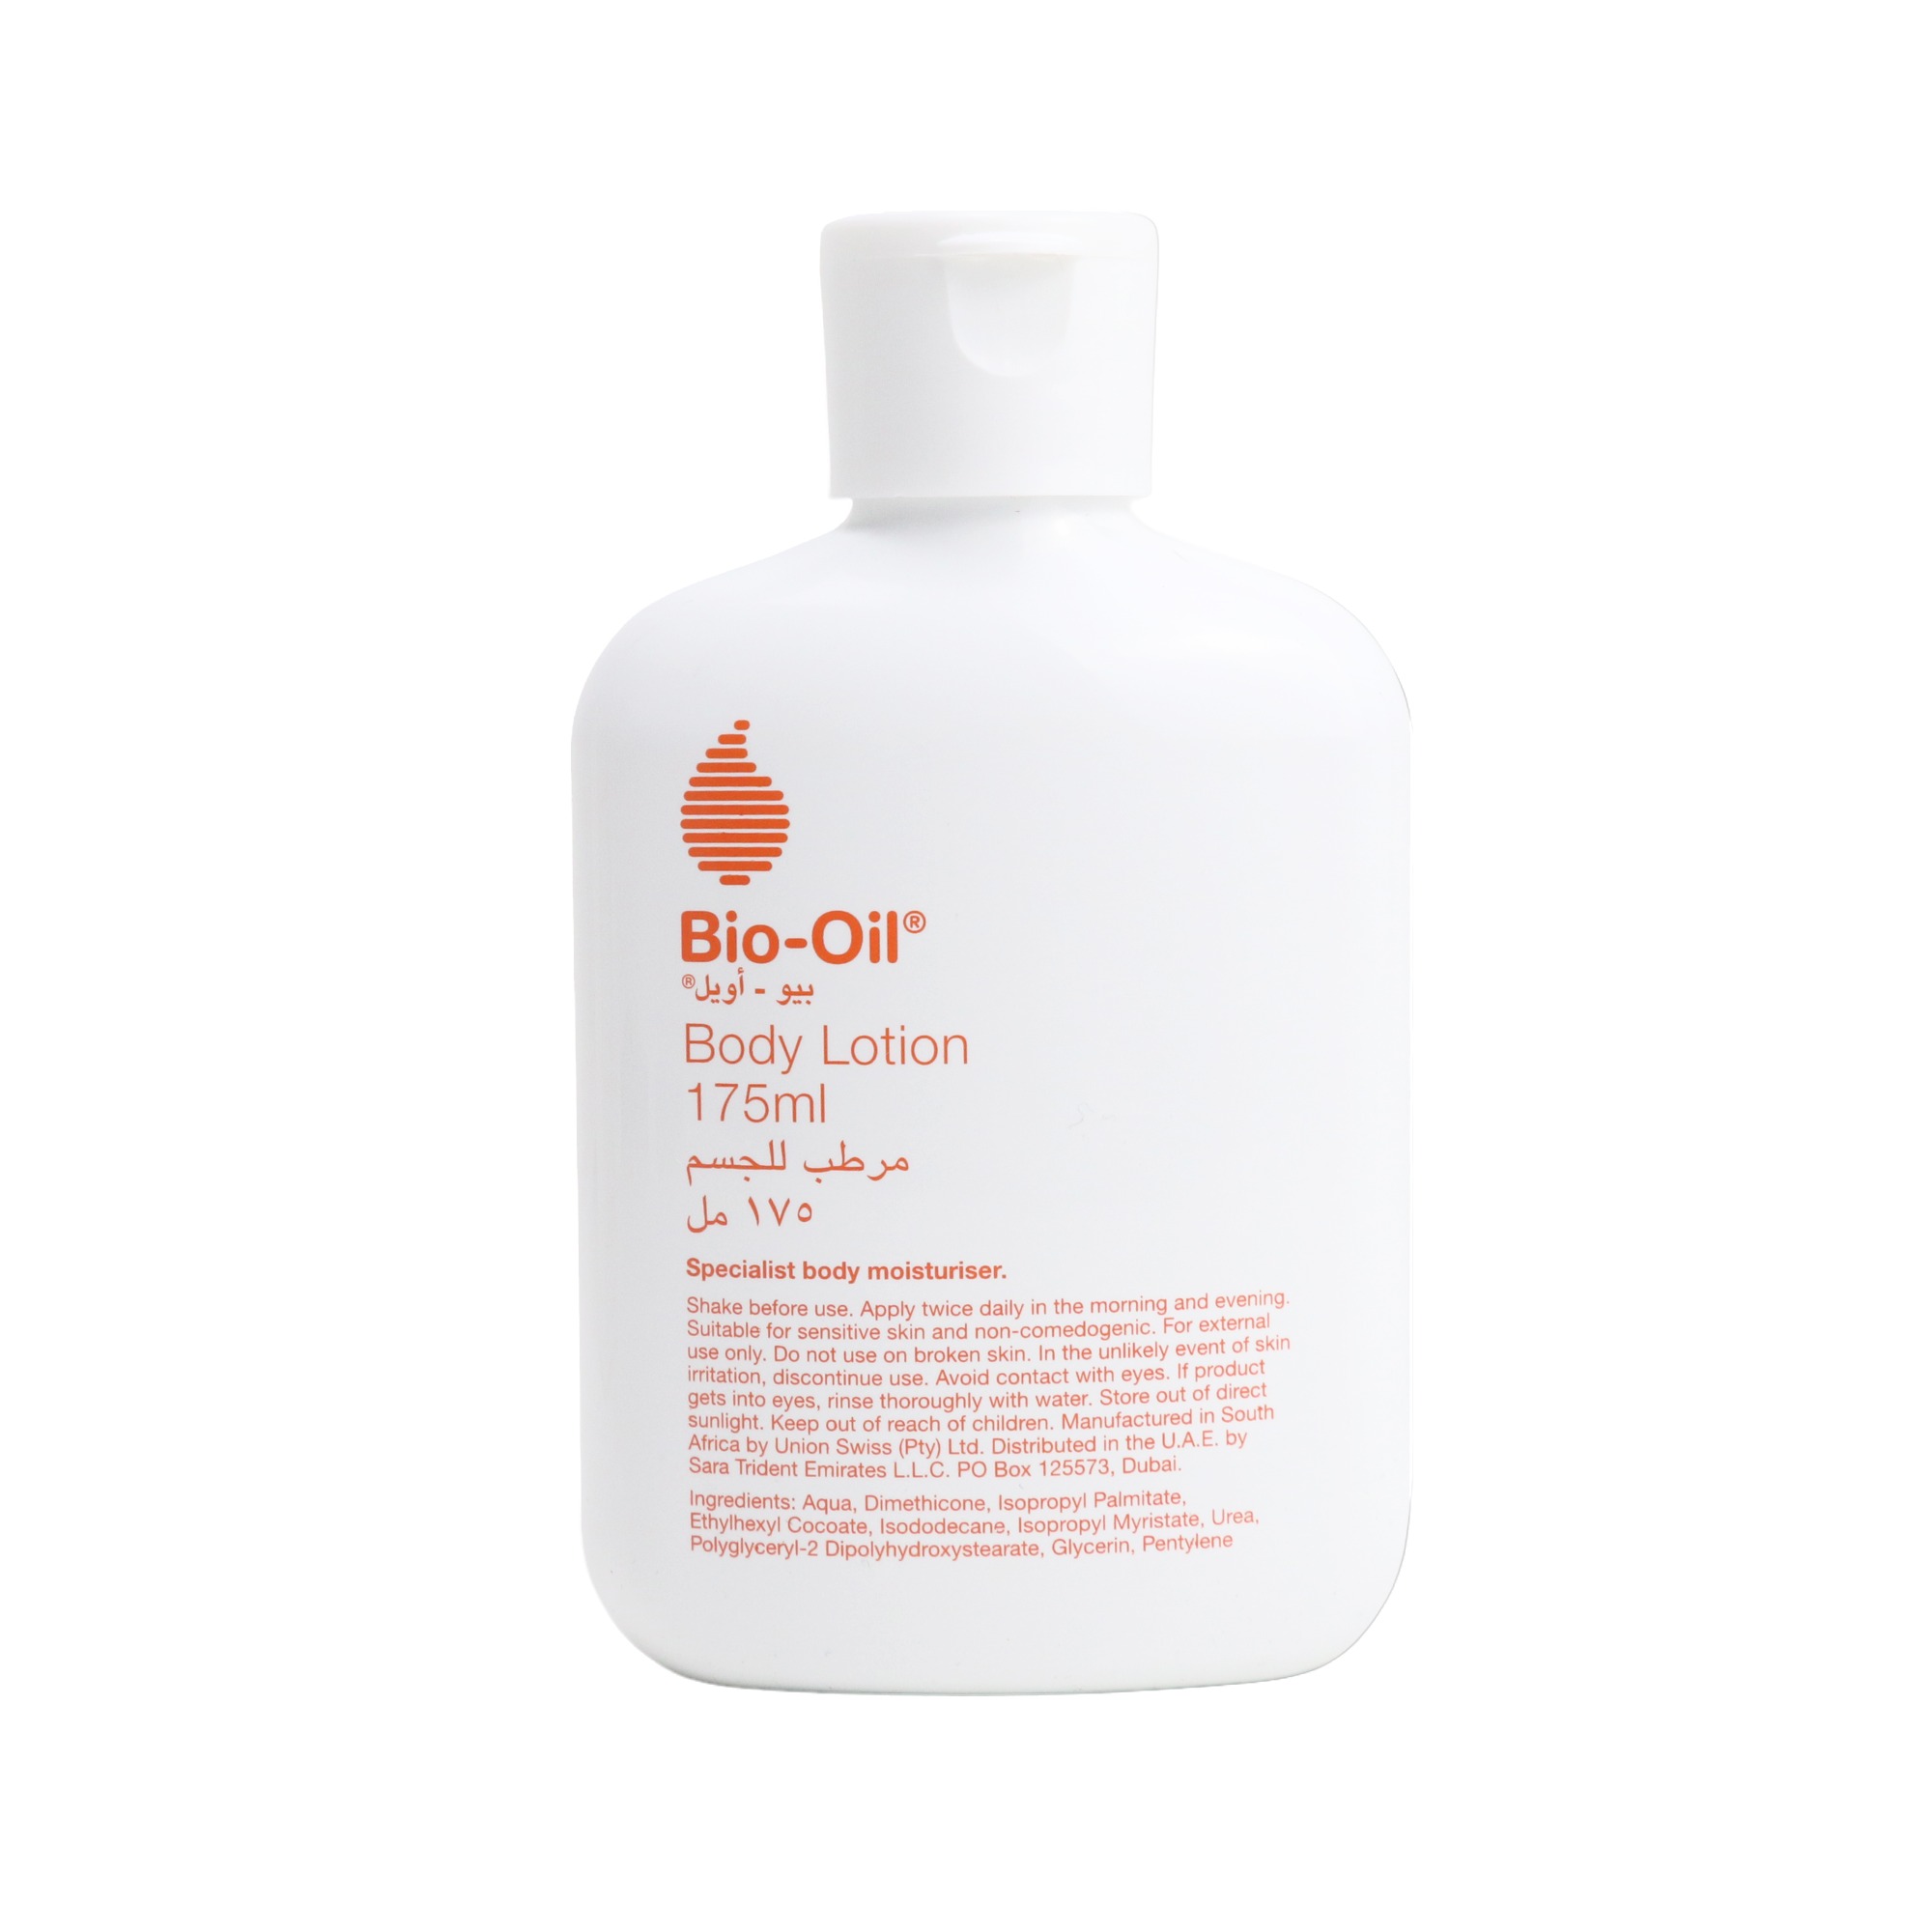 Bio-Oil®
بيو - أويل®
Body Lotion
175ml
مرطب للجسم
١٧٥ مل
Specialist body moisturiser.
Shake before use. Apply twice daily in the morning and evening.
Suitable for sensitive skin and non-comedogenic. For external
use only. Do not use on broken skin. In the unlikely event of skin
irritation, discontinue use. Avoid contact with eyes. If product
gets into eyes, rinse thoroughly with water. Store out of direct
sunlight. Keep out of reach of children. Manufactured in South
Africa by Union Swiss (Pty) Ltd. Distributed in the U.A.E. by
Sara Trident Emirates L.L.C. PO Box 125573, Dubai.
Ingredients: Aqua, Dimethicone, Isopropyl Palmitate,
Ethylhexyl Cocoate, Isododecane, Isopropyl Myristate, Urea,
Polyglyceryl-2 Dipolyhydroxystearate, Glycerin, Pentylene